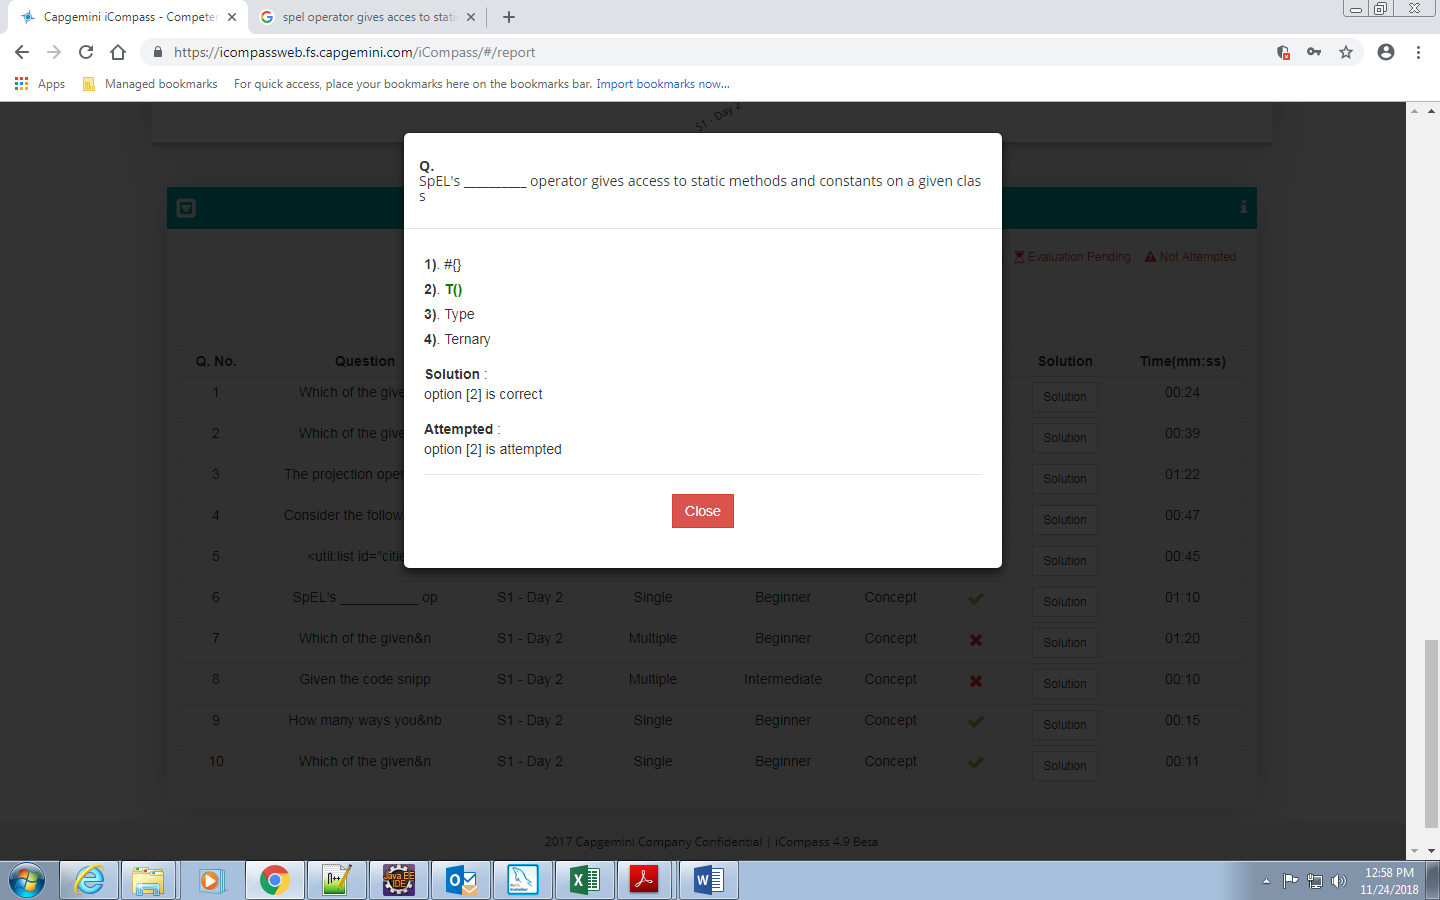 Capgemini iCompass - Competer
spel operator gives acces to stati
https://icompassweb.fs.capgemini.com/iCompass/#/report
Apps
Managed bookmarks
For quick access, place your bookmarks here on the bookmarks bar. Import bookmarks now...
S1 - Day 2
Q.
SpEL's __________ operator gives access to static methods and constants on a given clas
s
Evaluation Pending
Not Attempted
1). #{}
2). T()
3). Type
4). Ternary
Solution :
option [2] is correct
Attempted :
option [2] is attempted
Close
Q. No. Question Solution Time(mm:ss)
1 Which of the give Solution 00:24
2 Which of the give Solution 00:39
3 The projection oper Solution 01:22
4 Consider the follow Solution 00:47
5 <util:list id="citie Solution 00:45
6 SpEL's __________ op S1 - Day 2 Single Beginner Concept Solution 01:10
7 Which of the given&n S1 - Day 2 Multiple Beginner Concept Solution 01:20
8 Given the code snipp S1 - Day 2 Multiple Intermediate Concept Solution 00:10
9 How many ways you&nb S1 - Day 2 Single Beginner Concept Solution 00:15
10 Which of the given&n S1 - Day 2 Single Beginner Concept Solution 00:11
2017 Capgemini Company Confidential | iCompass 4.9 Beta
Java EE
IDE
12:58 PM
11/24/2018